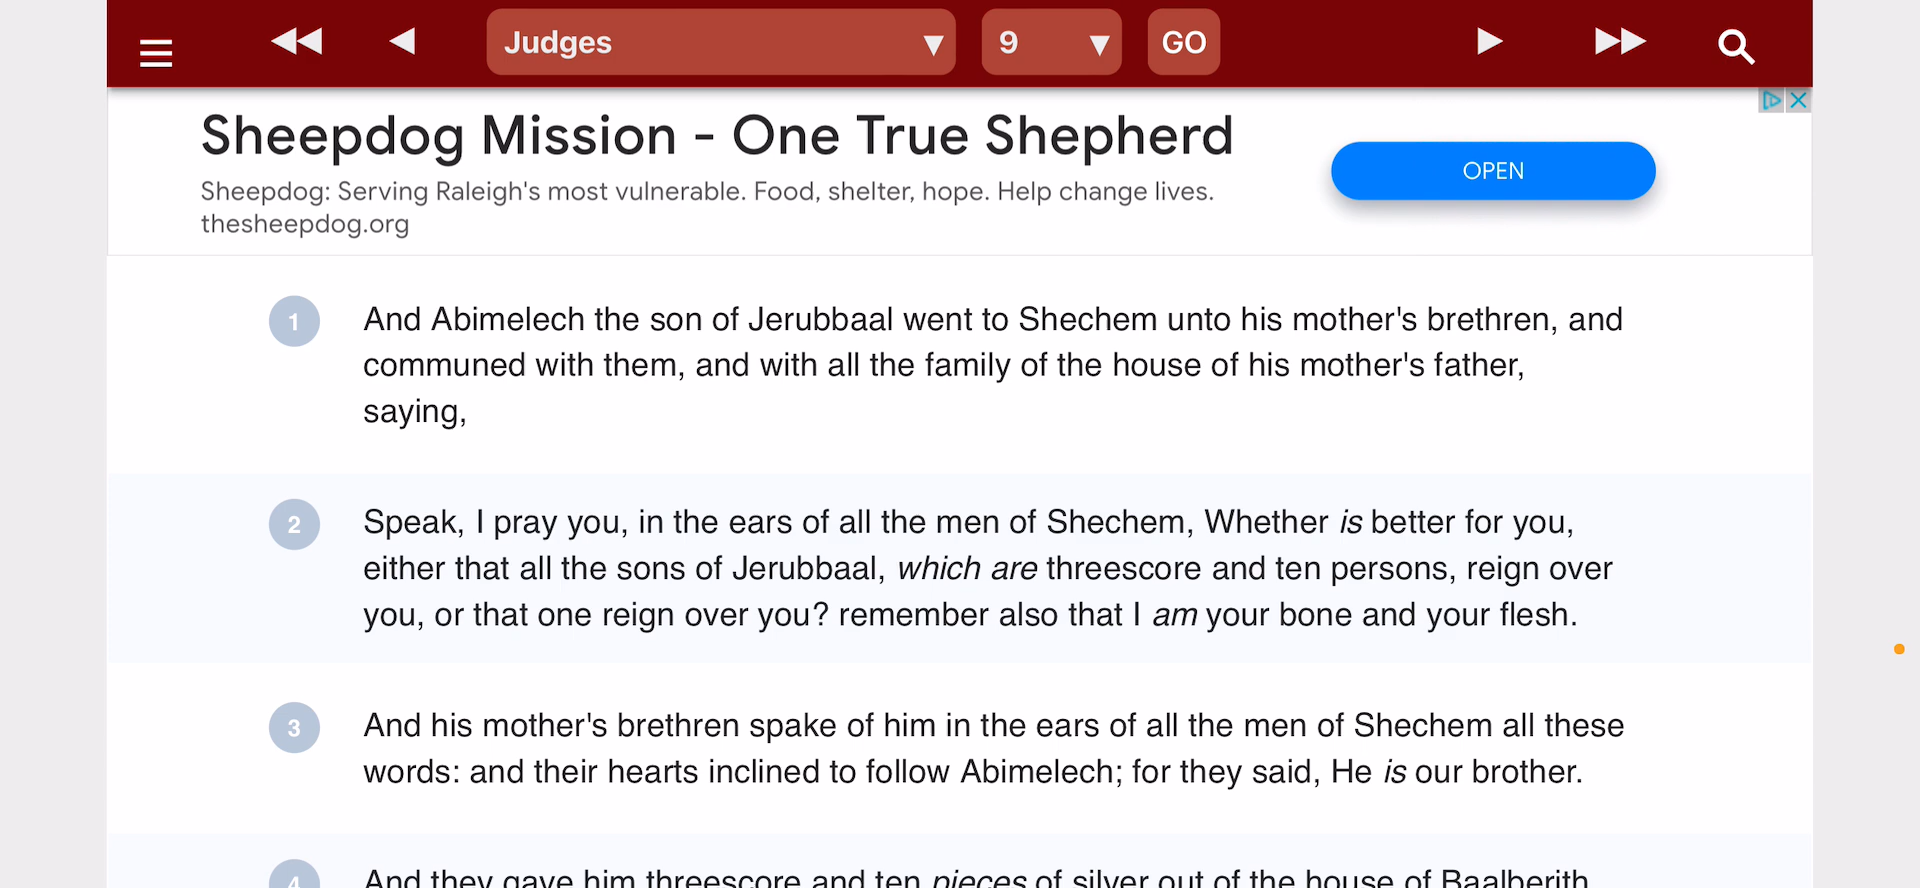 Judges 9 GO
Sheepdog Mission - One True Shepherd
Sheepdog: Serving Raleigh's most vulnerable. Food, shelter, hope. Help change lives.
thesheepdog.org
OPEN
1 And Abimelech the son of Jerubbaal went to Shechem unto his mother's brethren, and
communed with them, and with all the family of the house of his mother's father,
saying,
2 Speak, I pray you, in the ears of all the men of Shechem, Whether is better for you,
either that all the sons of Jerubbaal, which are threescore and ten persons, reign over
you, or that one reign over you? remember also that I am your bone and your flesh.
3 And his mother's brethren spake of him in the ears of all the men of Shechem all these
words: and their hearts inclined to follow Abimelech; for they said, He is our brother.
4 And they gave him threescore and ten pieces of silver out of the house of Baalberith